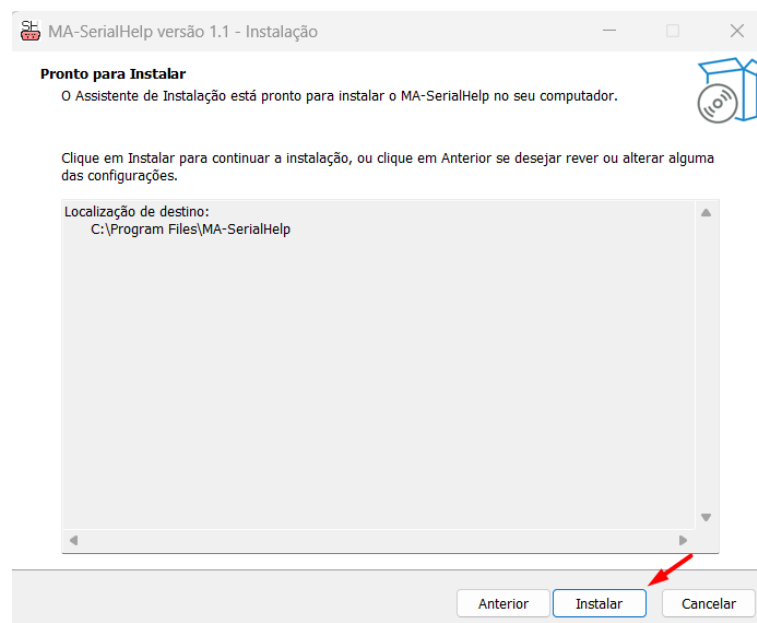 SH
MA-SerialHelp versão 1.1 - Instalação
Pronto para Instalar
O Assistente de Instalação está pronto para instalar o MA-SerialHelp no seu computador.
Clique em Instalar para continuar a instalação, ou clique em Anterior se desejar rever ou alterar alguma
das configurações.
Localização de destino:
C:\Program Files\MA-SerialHelp
Anterior
Instalar
Cancelar